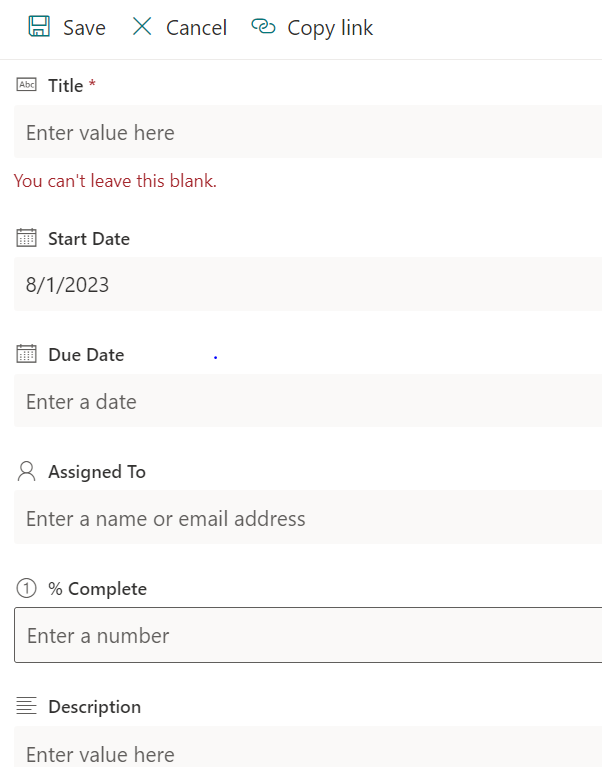 Save Cancel Copy link
Abc Title *
Enter value here
You can't leave this blank.
Start Date
8/1/2023
Due Date
Enter a date
Assigned To
Enter a name or email address
1 % Complete
Enter a number
Description
Enter value here